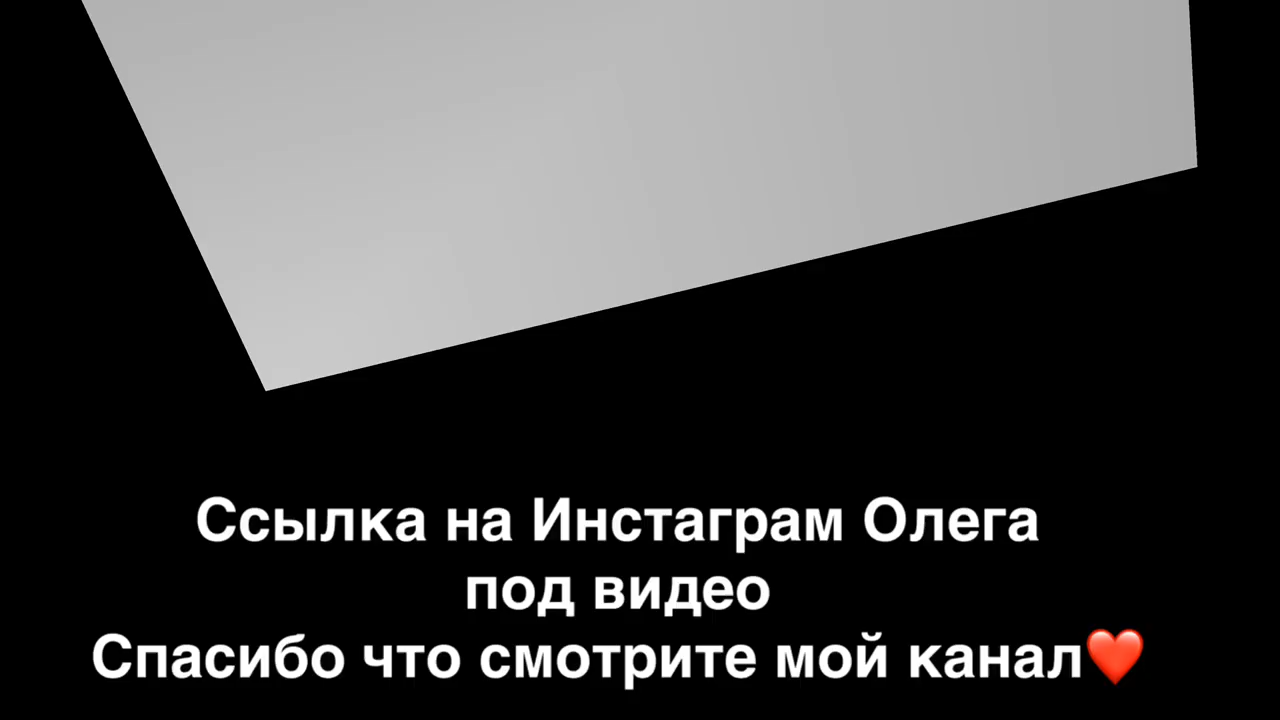 Ссылка на Инстаграм Олега
под видео
Спасибо что смотрите мой канал❤️